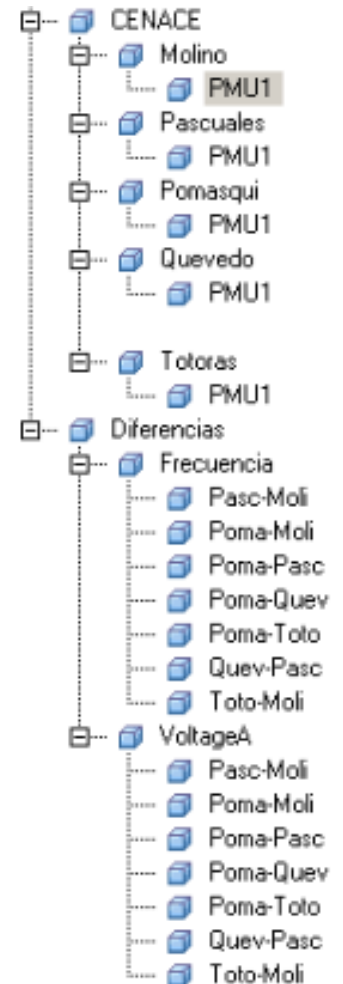 CENACE
Molino
PMU1
Pascuales
PMU1
Pomasqui
PMU1
Quevedo
PMU1
Totoras
PMU1
Diferencias
Frecuencia
Pasc-Moli
Poma-Moli
Poma-Pasc
Poma-Quev
Poma-Toto
Quev-Pasc
Toto-Moli
VoltageA
Pasc-Moli
Poma-Moli
Poma-Pasc
Poma-Quev
Poma-Toto
Quev-Pasc
Toto-Moli